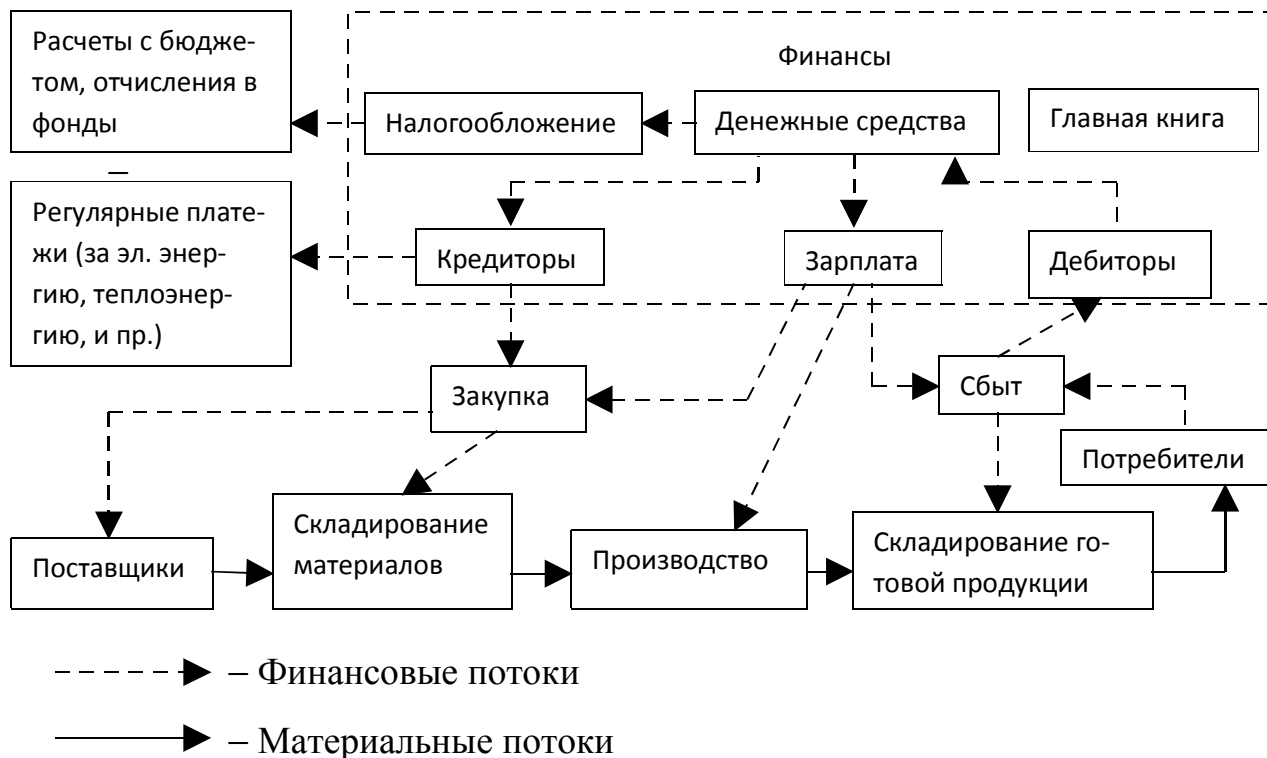 Расчеты с бюдже-
том, отчисления в
фонды
–
Финансы
Налогообложение
Денежные средства
Главная книга
Регулярные плате-
жи (за эл. энер-
гию, теплоэнер-
гию, и пр.)
Кредиторы
Зарплата
Дебиторы
Закупка
Сбыт
Потребители
Поставщики
Складирование
материалов
Производство
Складирование го-
товой продукции
– Финансовые потоки
– Материальные потоки